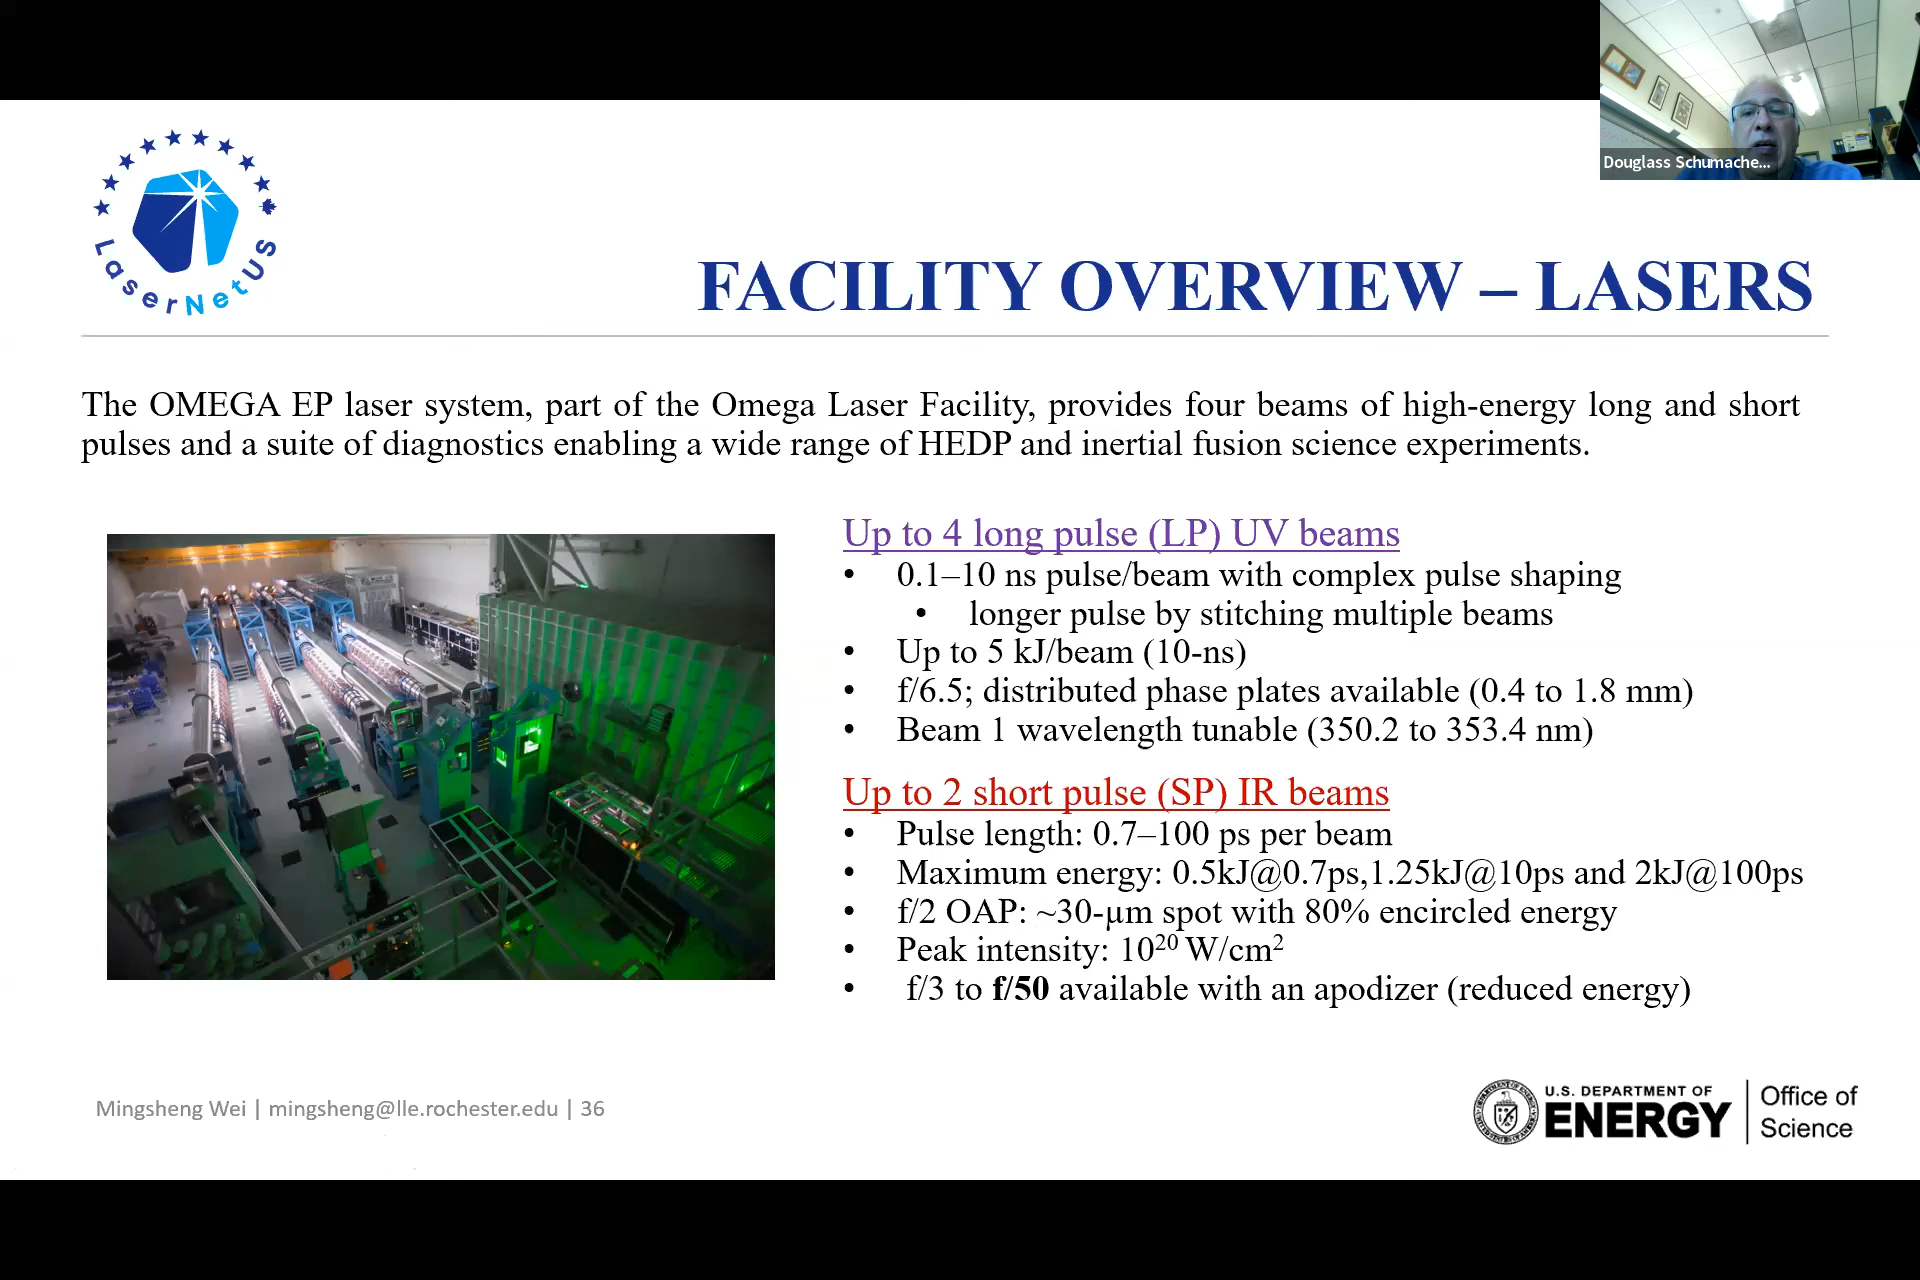 Douglass Schumache...
LaserNetUS
FACILITY OVERVIEW – LASERS
The OMEGA EP laser system, part of the Omega Laser Facility, provides four beams of high-energy long and short
pulses and a suite of diagnostics enabling a wide range of HEDP and inertial fusion science experiments.
Up to 4 long pulse (LP) UV beams
• 0.1–10 ns pulse/beam with complex pulse shaping
• longer pulse by stitching multiple beams
• Up to 5 kJ/beam (10-ns)
• f/6.5; distributed phase plates available (0.4 to 1.8 mm)
• Beam 1 wavelength tunable (350.2 to 353.4 nm)
Up to 2 short pulse (SP) IR beams
• Pulse length: 0.7–100 ps per beam
• Maximum energy: 0.5kJ@0.7ps,1.25kJ@10ps and 2kJ@100ps
• f/2 OAP: ~30-µm spot with 80% encircled energy
• Peak intensity: 10²⁰ W/cm²
• f/3 to f/50 available with an apodizer (reduced energy)
Mingsheng Wei | mingsheng@lle.rochester.edu | 36
U.S. DEPARTMENT OF
ENERGY
Office of
Science